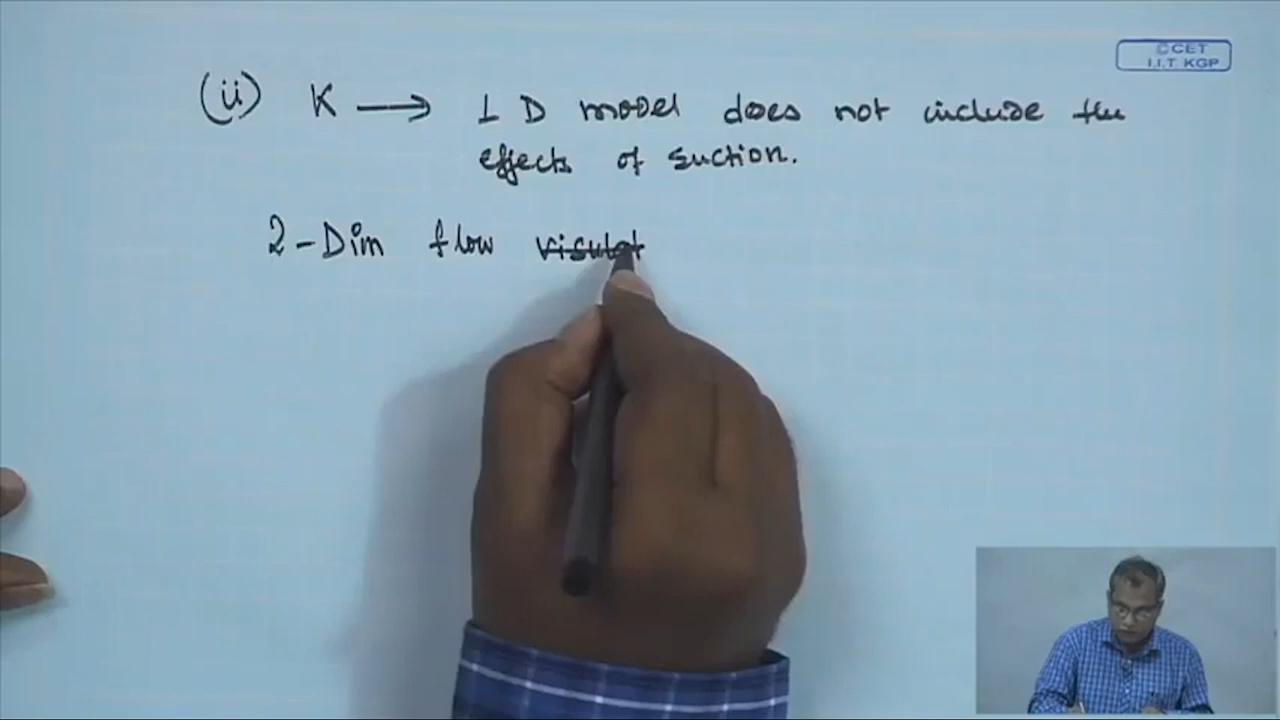 ©CET
I.I.T. KGP
(ii) K → 1 D model does not include the
effects of suction.
2-Dim flow